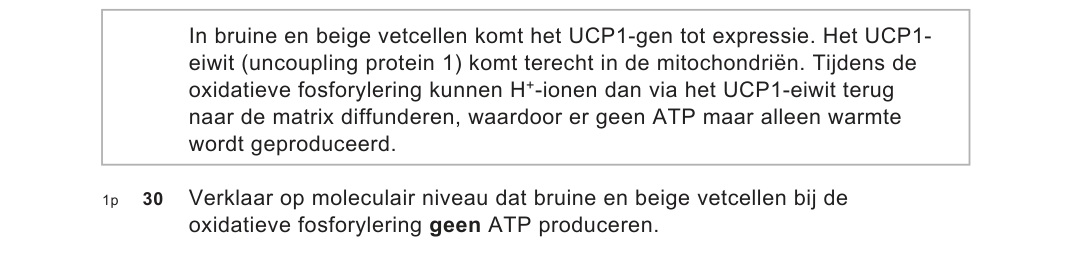 In bruine en beige vetcellen komt het UCP1-gen tot expressie. Het UCP1-
eiwit (uncoupling protein 1) komt terecht in de mitochondriën. Tijdens de
oxidatieve fosforylering kunnen H⁺-ionen dan via het UCP1-eiwit terug
naar de matrix diffunderen, waardoor er geen ATP maar alleen warmte
wordt geproduceerd.
1p 30 Verklaar op moleculair niveau dat bruine en beige vetcellen bij de
oxidatieve fosforylering geen ATP produceren.